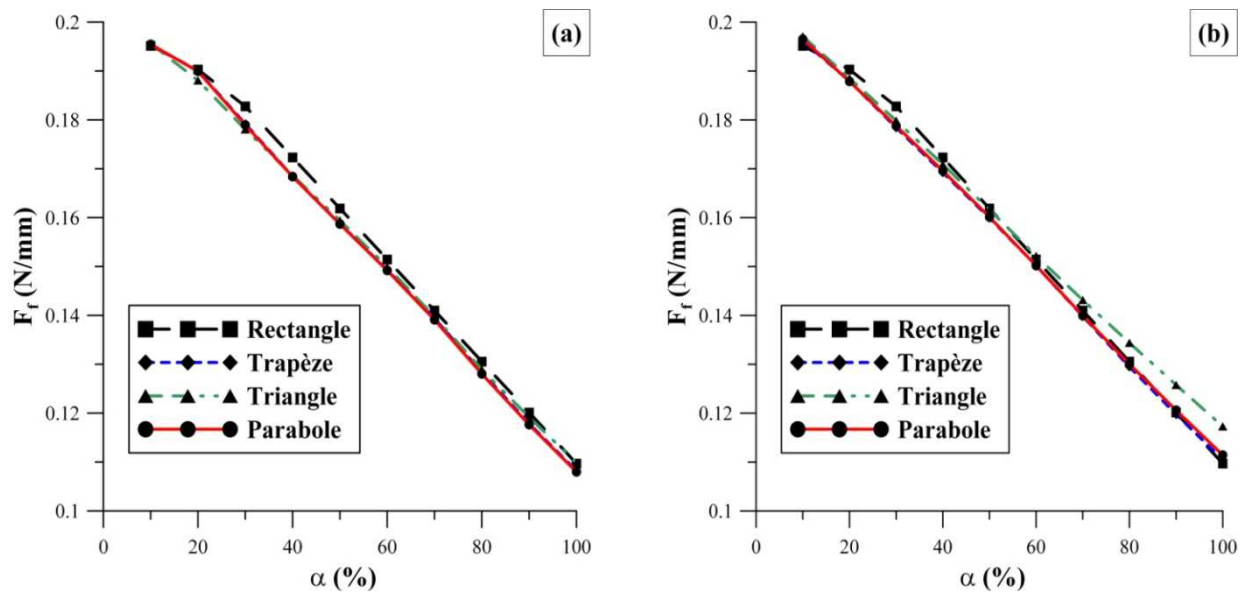 (a)
0.2
0.18
0.16
0.14
0.12
0.1
F_f (N/mm)
Rectangle
Trapèze
Triangle
Parabole
0 20 40 60 80 100
α (%)
(b)
0.2
0.18
0.16
0.14
0.12
0.1
F_f (N/mm)
Rectangle
Trapèze
Triangle
Parabole
0 20 40 60 80 100
α (%)